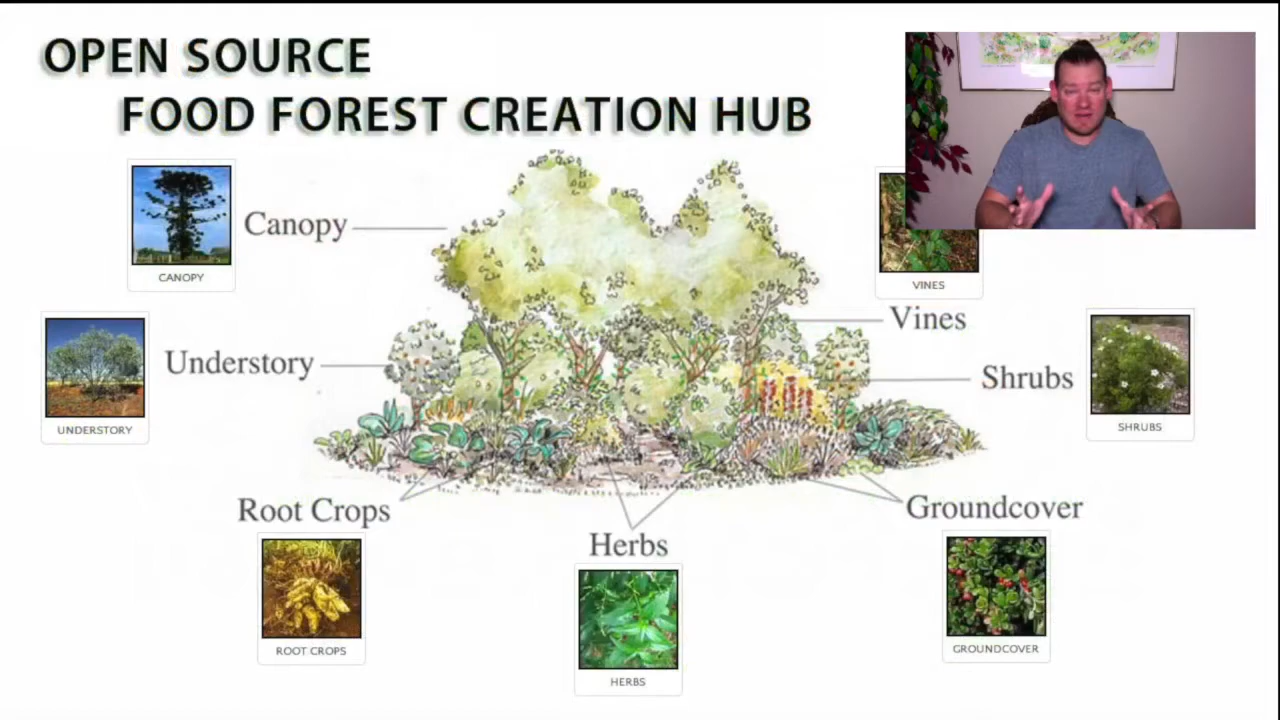 OPEN SOURCE
FOOD FOREST CREATION HUB
Canopy
CANOPY
VINES
Vines
Understory
UNDERSTORY
Shrubs
SHRUBS
Root Crops
ROOT CROPS
Herbs
HERBS
Groundcover
GROUNDCOVER